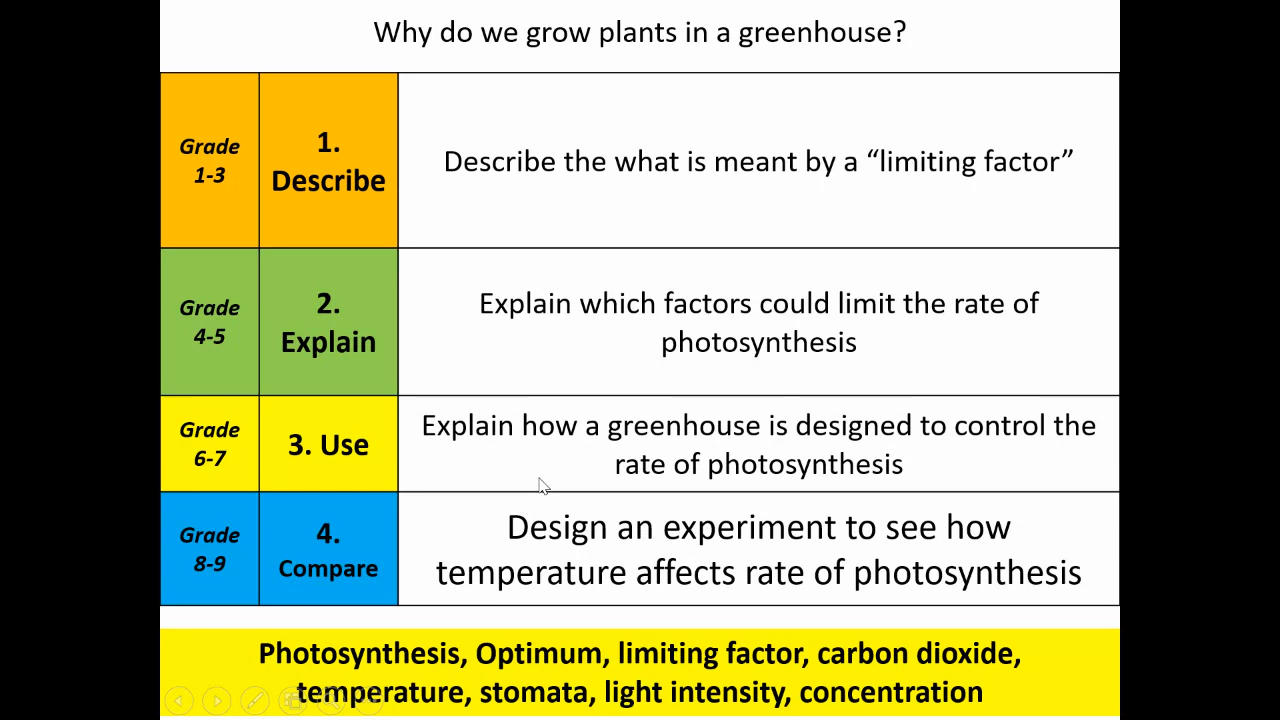 Why do we grow plants in a greenhouse?
Grade
1-3
1.
Describe
Describe the what is meant by a “limiting factor”
Grade
4-5
2.
Explain
Explain which factors could limit the rate of
photosynthesis
Grade
6-7
3. Use
Explain how a greenhouse is designed to control the
rate of photosynthesis
Grade
8-9
4.
Compare
Design an experiment to see how
temperature affects rate of photosynthesis
Photosynthesis, Optimum, limiting factor, carbon dioxide,
temperature, stomata, light intensity, concentration